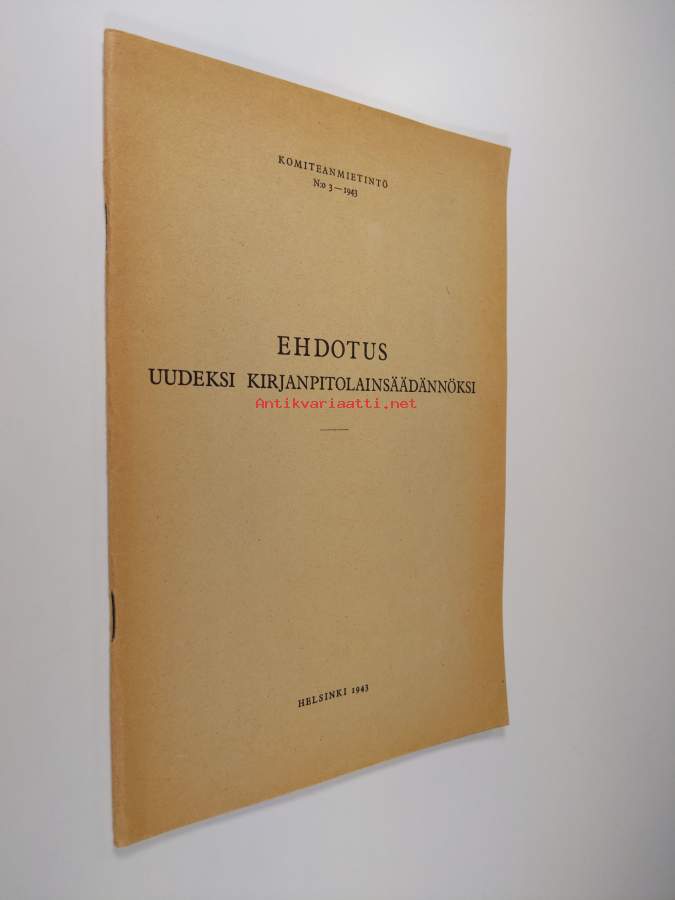 KOMITEANMIETINTÖ
N:o 3 — 1943
EHDOTUS
UUDEKSI KIRJANPITOLAINSÄÄDÄNNÖKSI
Antikvariaatti.net
HELSINKI 1943